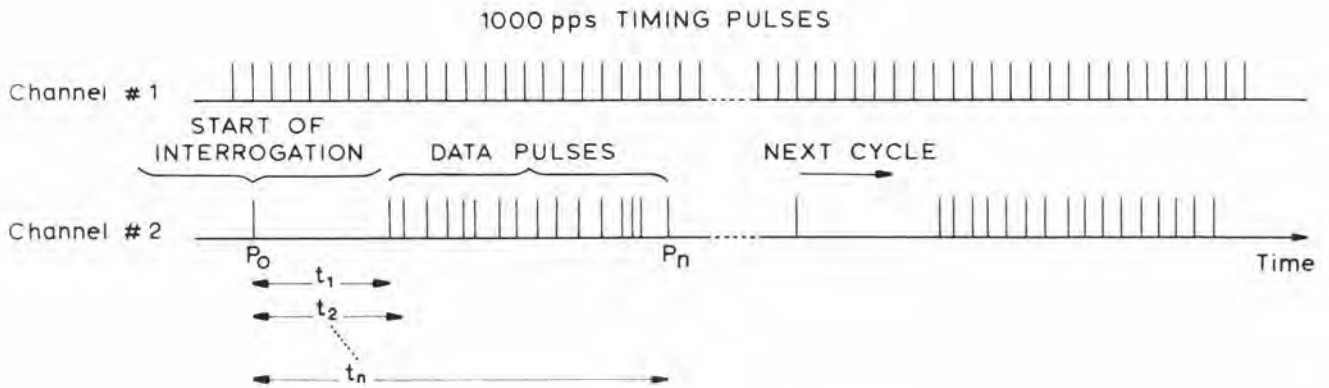 1000 pps TIMING PULSES
Channel # 1
START OF
INTERROGATION
DATA PULSES
NEXT CYCLE
Channel # 2
P₀
Pₙ
Time
t₁
t₂
tₙ